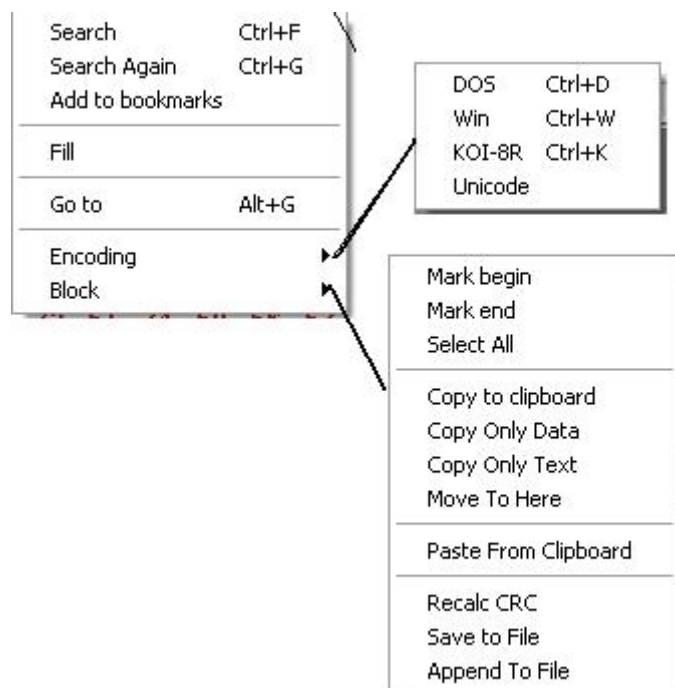 Search Ctrl+F
Search Again Ctrl+G
Add to bookmarks
Fill
Go to Alt+G
Encoding
Block
DOS Ctrl+D
Win Ctrl+W
KOI-8R Ctrl+K
Unicode
Mark begin
Mark end
Select All
Copy to clipboard
Copy Only Data
Copy Only Text
Move To Here
Paste From Clipboard
Recalc CRC
Save to File
Append To File